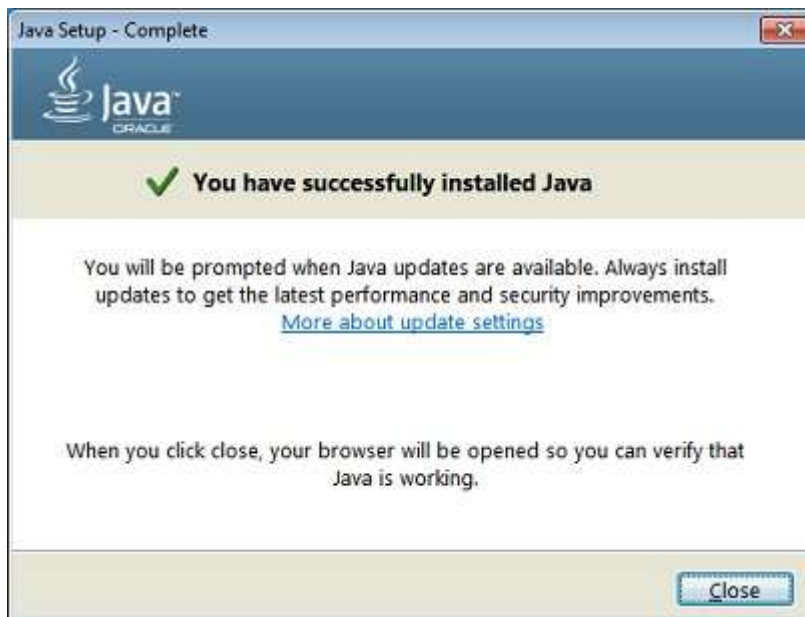 Java Setup - Complete
Java™
ORACLE
You have successfully installed Java
You will be prompted when Java updates are available. Always install
updates to get the latest performance and security improvements.
More about update settings
When you click close, your browser will be opened so you can verify that
Java is working.
Close